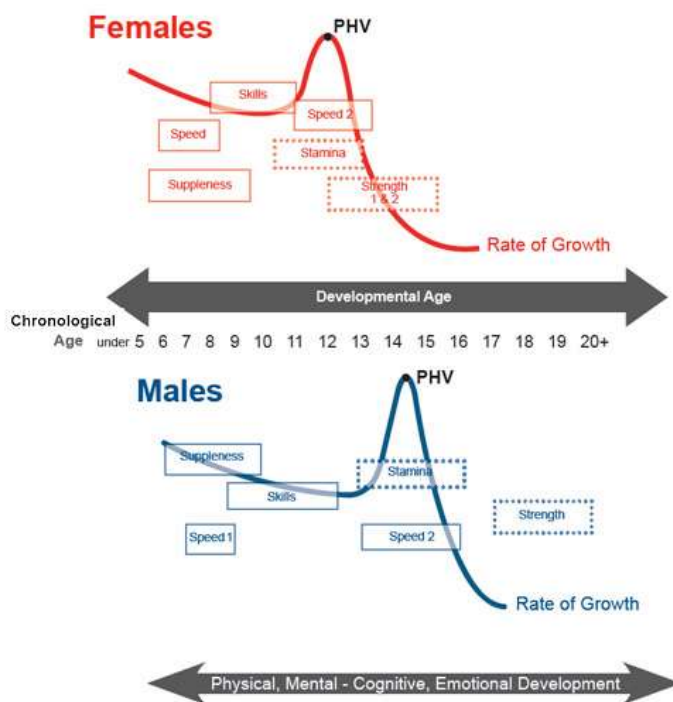 Females
PHV
Skills
Speed 2
Speed
Stamina
Suppleness
Strength
1 & 2
Rate of Growth
Developmental Age
Chronological
Age under 5 6 7 8 9 10 11 12 13 14 15 16 17 18 19 20+
Males
PHV
Suppleness
Stamina
Skills
Strength
Speed 1
Speed 2
Rate of Growth
Physical, Mental - Cognitive, Emotional Development